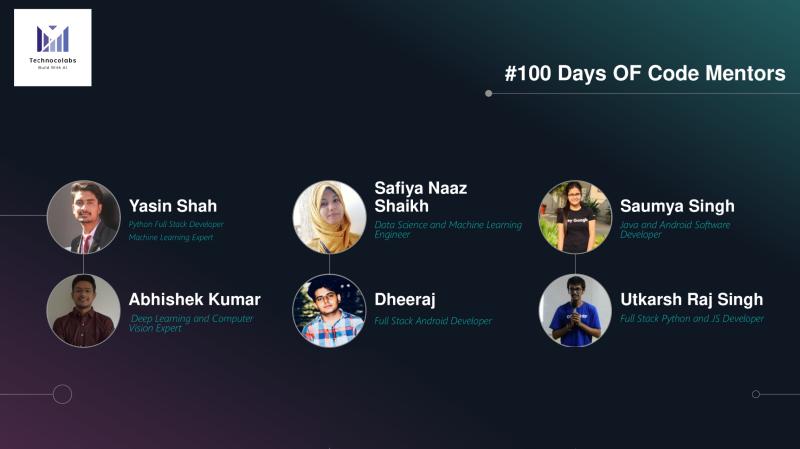 Technocolabs
Build With AI
#100 Days OF Code Mentors
Yasin Shah
Python Full Stack Developer
Machine Learning Expert
Safiya Naaz
Shaikh
Data Science and Machine Learning
Engineer
Saumya Singh
Java and Android Software
Developer
Abhishek Kumar
Deep Learning and Computer
Vision Expert
Dheeraj
Full Stack Android Developer
Utkarsh Raj Singh
Full Stack Python and JS Developer